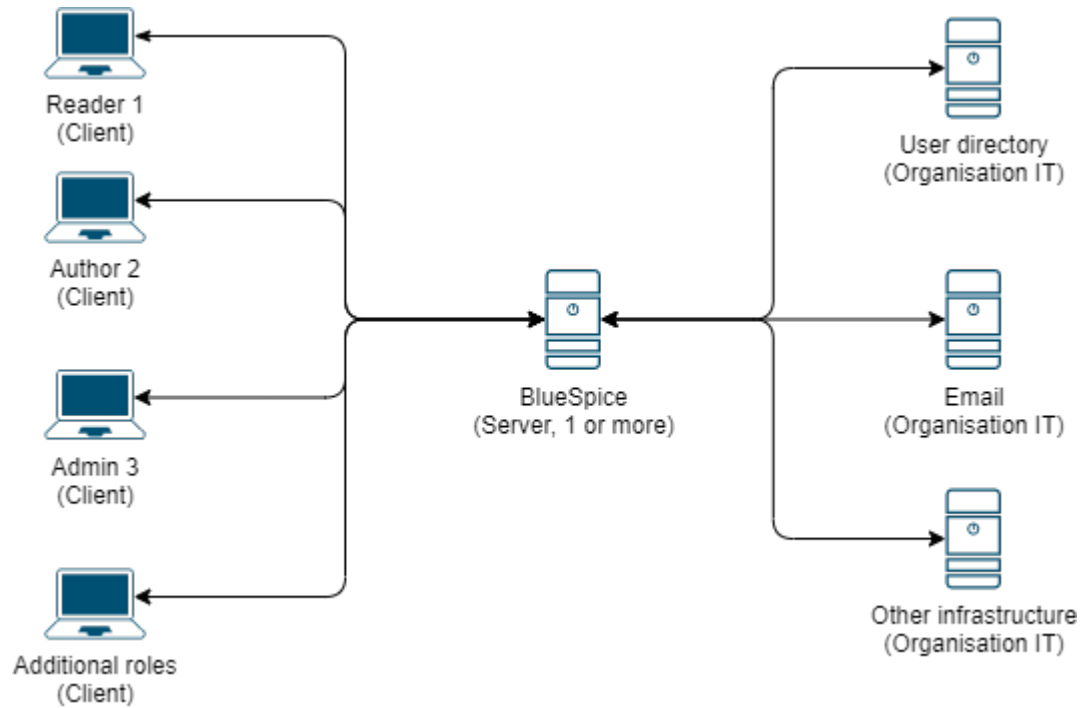 Reader 1
(Client)
Author 2
(Client)
Admin 3
(Client)
Additional roles
(Client)
BlueSpice
(Server, 1 or more)
User directory
(Organisation IT)
Email
(Organisation IT)
Other infrastructure
(Organisation IT)